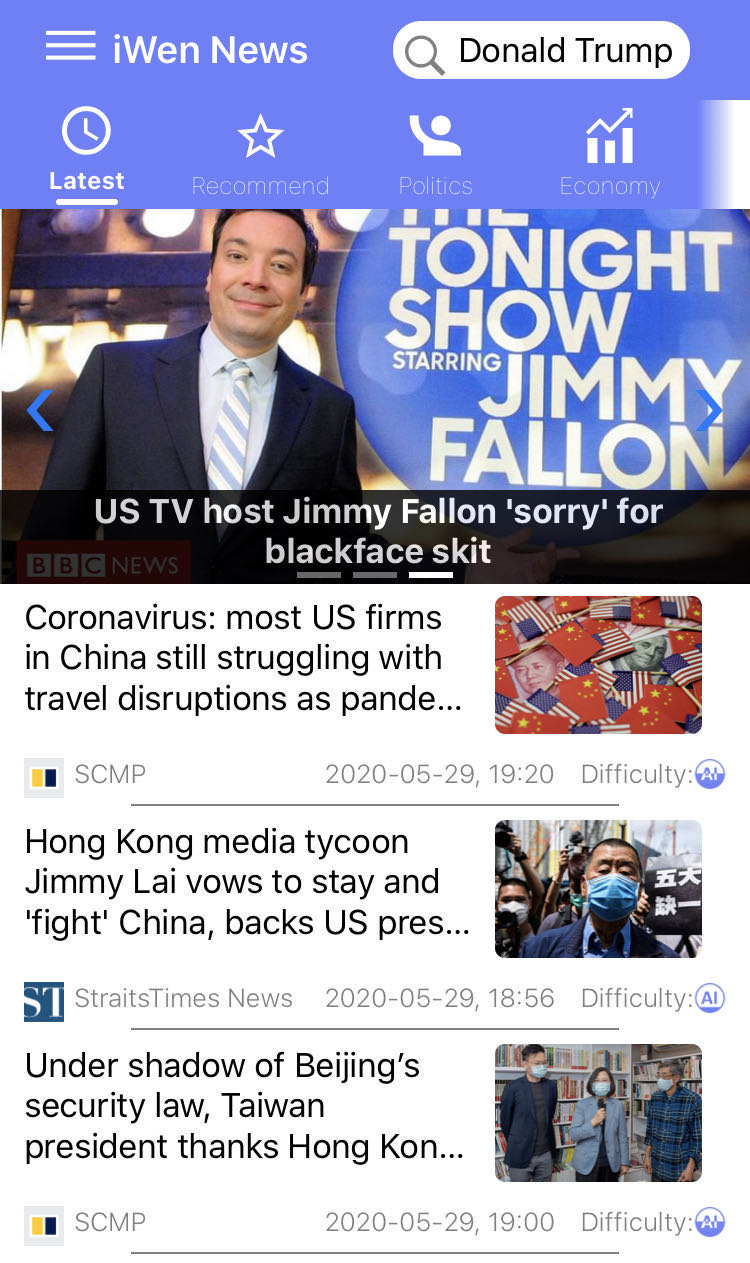 iWen News
Donald Trump
Latest
Recommend
Politics
Economy
THE
TONIGHT
SHOW
STARRING
JIMMY
FALLON
US TV host Jimmy Fallon 'sorry' for
blackface skit
BBC NEWS
Coronavirus: most US firms
in China still struggling with
travel disruptions as pande...
SCMP
2020-05-29, 19:20
Difficulty:
AI
Hong Kong media tycoon
Jimmy Lai vows to stay and
'fight' China, backs US pres...
五大
缺一
ST
StraitsTimes News
2020-05-29, 18:56
Difficulty:
AI
Under shadow of Beijing’s
security law, Taiwan
president thanks Hong Kon...
SCMP
2020-05-29, 19:00
Difficulty:
AI